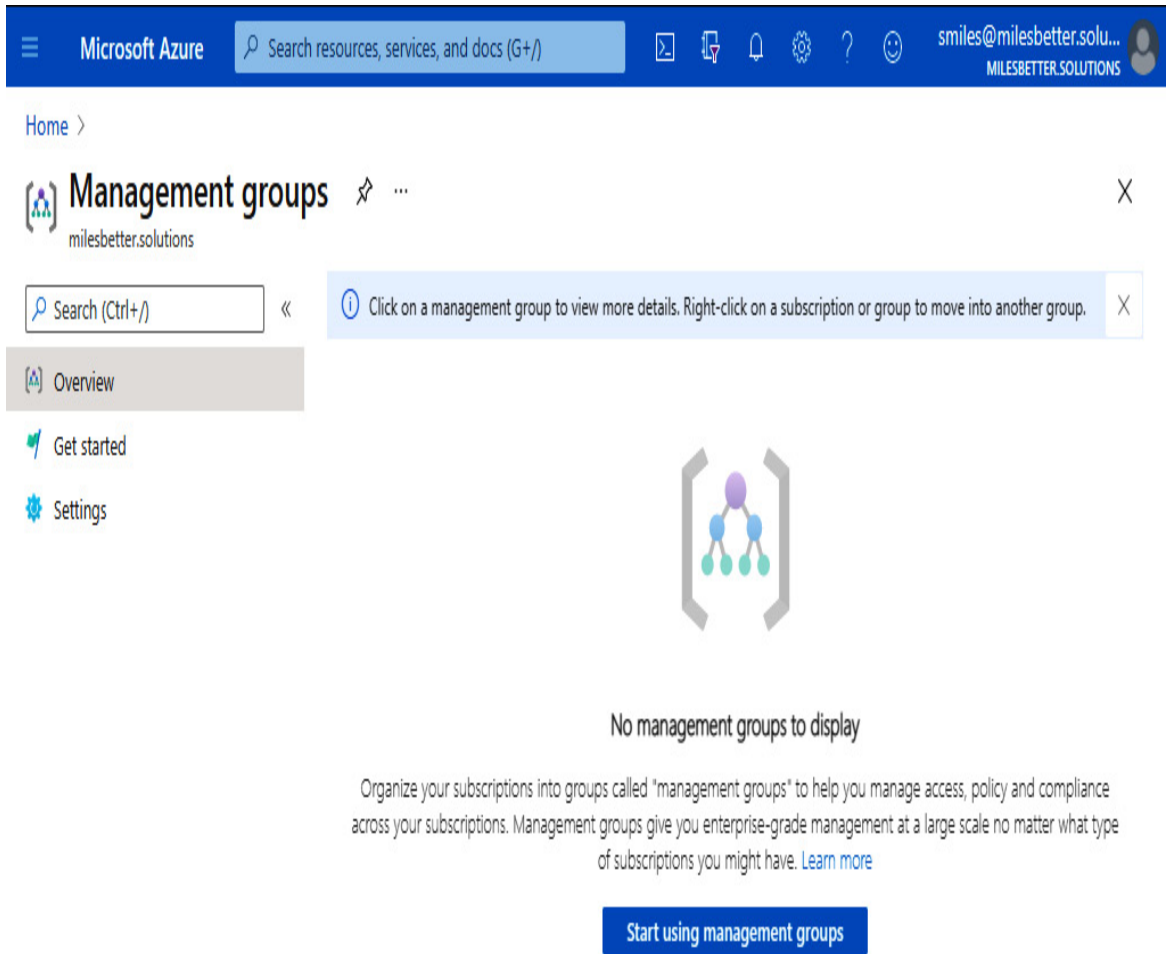 Microsoft Azure
Search resources, services, and docs (G+/)
smiles@milesbetter.solu...
MILESBETTER.SOLUTIONS
Home >
Management groups ...
milesbetter.solutions
Search (Ctrl+/)
«
Click on a management group to view more details. Right-click on a subscription or group to move into another group.
Overview
Get started
Settings
No management groups to display
Organize your subscriptions into groups called "management groups" to help you manage access, policy and compliance
across your subscriptions. Management groups give you enterprise-grade management at a large scale no matter what type
of subscriptions you might have. Learn more
Start using management groups